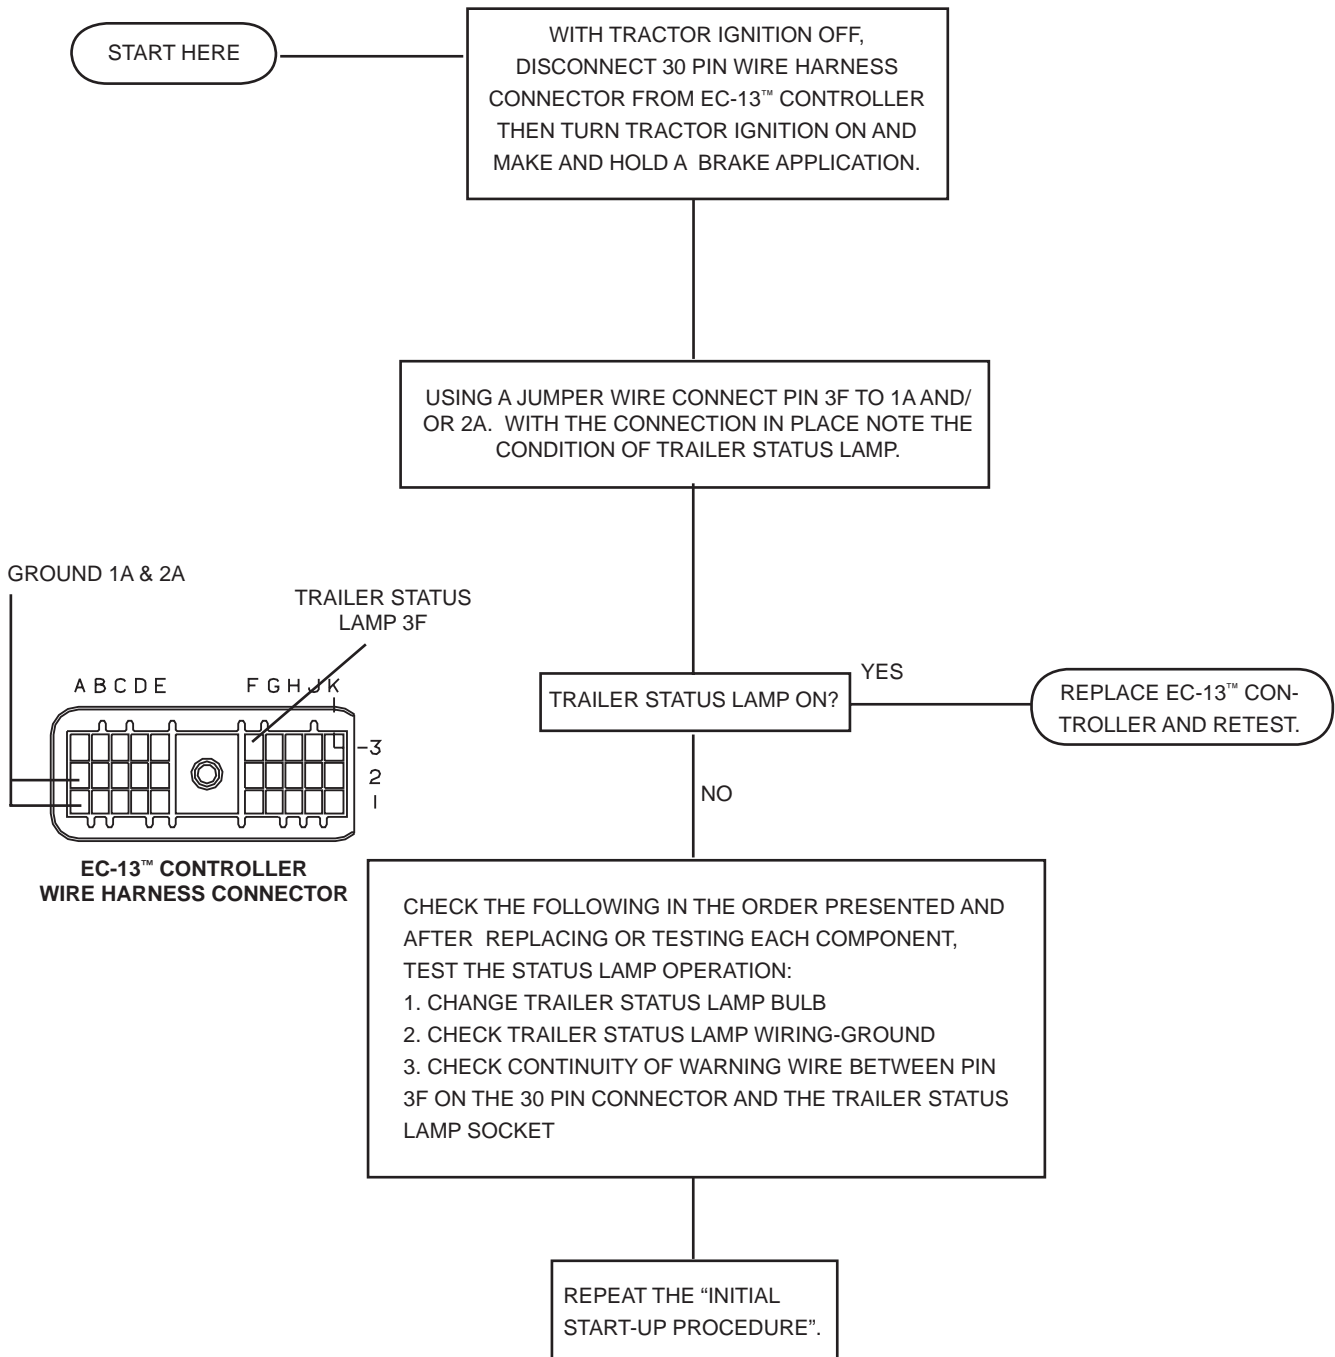 START HERE
WITH TRACTOR IGNITION OFF,
DISCONNECT 30 PIN WIRE HARNESS
CONNECTOR FROM EC-13™ CONTROLLER
THEN TURN TRACTOR IGNITION ON AND
MAKE AND HOLD A BRAKE APPLICATION.
USING A JUMPER WIRE CONNECT PIN 3F TO 1A AND/
OR 2A. WITH THE CONNECTION IN PLACE NOTE THE
CONDITION OF TRAILER STATUS LAMP.
GROUND 1A & 2A
TRAILER STATUS
LAMP 3F
A B C D E F G H J K
3
2
1
EC-13™ CONTROLLER
WIRE HARNESS CONNECTOR
TRAILER STATUS LAMP ON?
YES
REPLACE EC-13™ CON-
TROLLER AND RETEST.
NO
CHECK THE FOLLOWING IN THE ORDER PRESENTED AND
AFTER REPLACING OR TESTING EACH COMPONENT,
TEST THE STATUS LAMP OPERATION:
1. CHANGE TRAILER STATUS LAMP BULB
2. CHECK TRAILER STATUS LAMP WIRING-GROUND
3. CHECK CONTINUITY OF WARNING WIRE BETWEEN PIN
3F ON THE 30 PIN CONNECTOR AND THE TRAILER STATUS
LAMP SOCKET
REPEAT THE “INITIAL
START-UP PROCEDURE”.